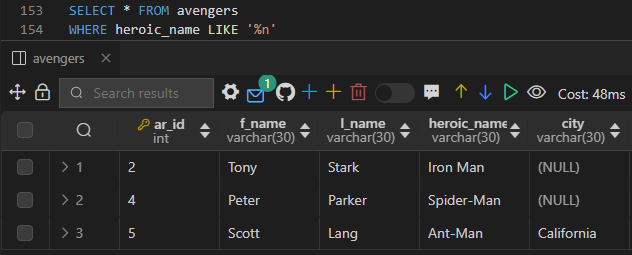 153 SELECT * FROM avengers
154 WHERE heroic_name LIKE '%n'
avengers ×
Search results 1 Cost: 48ms
ar_id f_name l_name heroic_name city
int varchar(30) varchar(30) varchar(30) varchar(30)
1 2 Tony Stark Iron Man (NULL)
2 4 Peter Parker Spider-Man (NULL)
3 5 Scott Lang Ant-Man California